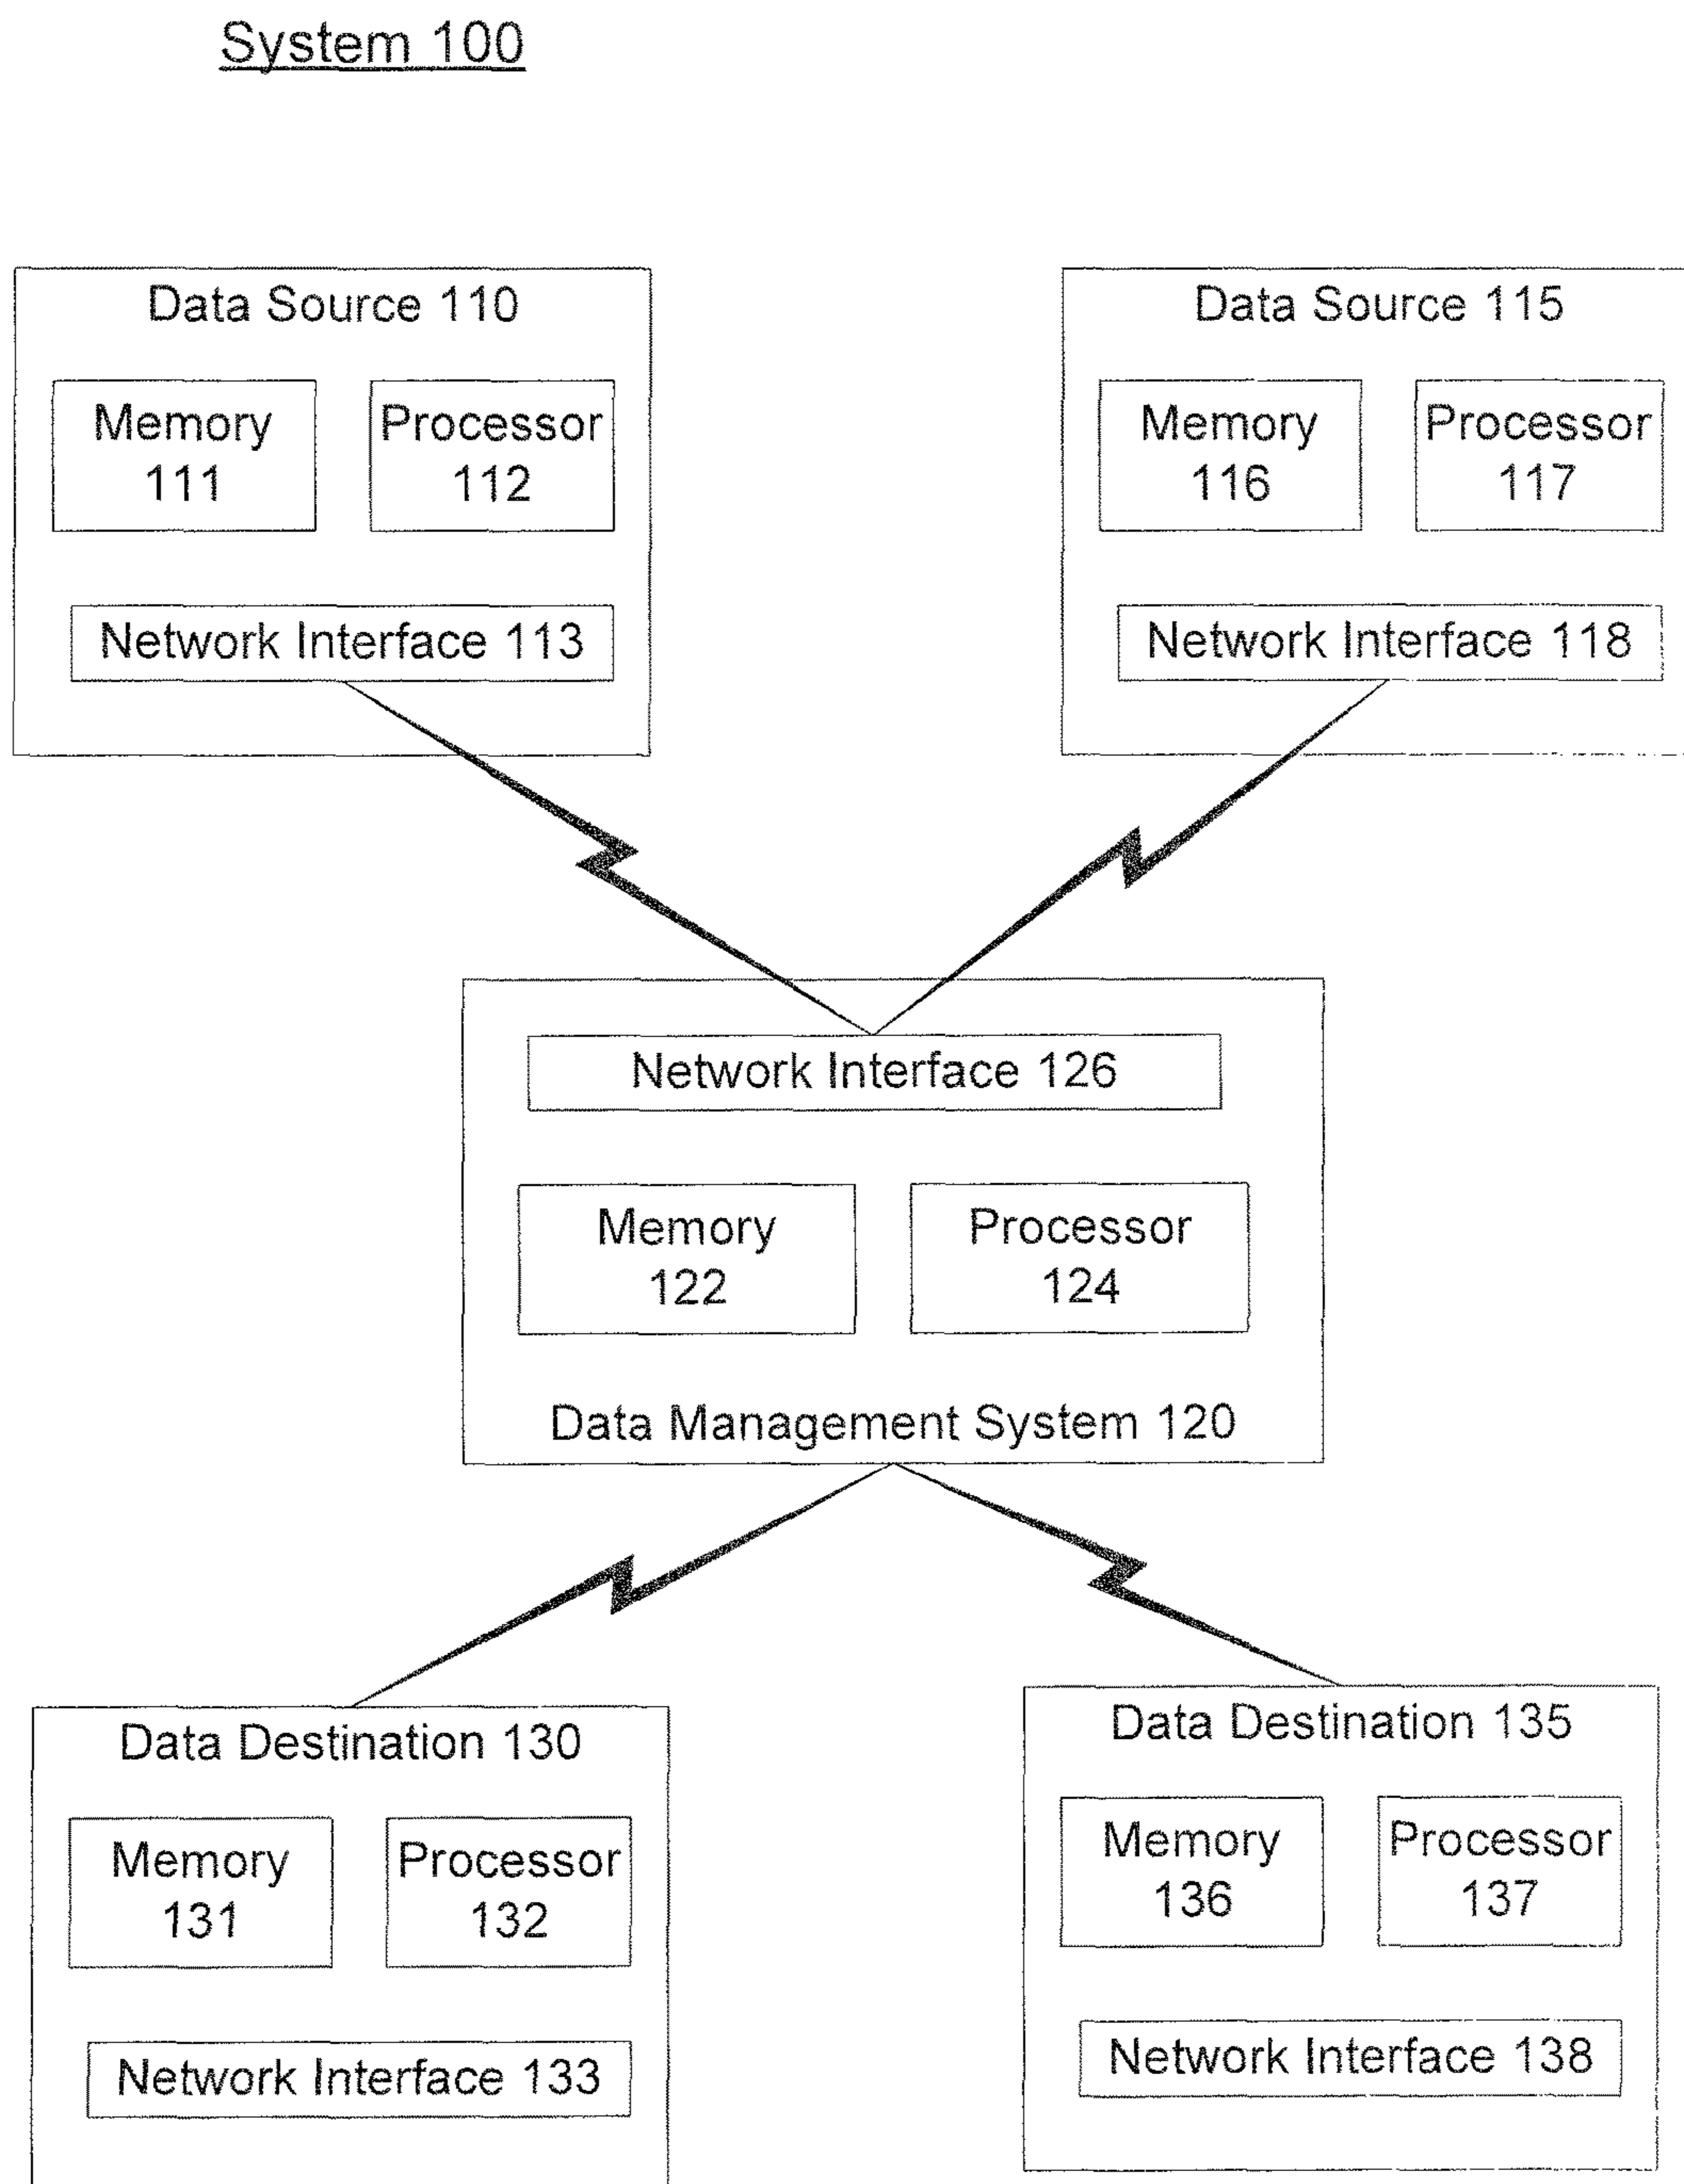 System 100
Data Source 110
Memory
111
Processor
112
Network Interface 113
Data Source 115
Memory
116
Processor
117
Network Interface 118
Network Interface 126
Memory
122
Processor
124
Data Management System 120
Data Destination 130
Memory
131
Processor
132
Network Interface 133
Data Destination 135
Memory
136
Processor
137
Network Interface 138